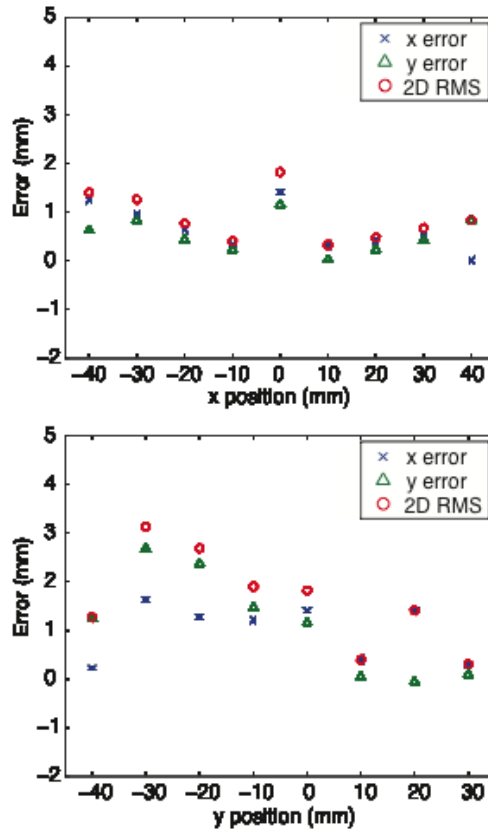 5
4
3
2
1
0
−1
−2
Error (mm)
x error
y error
2D RMS
−40 −30 −20 −10 0 10 20 30 40
x position (mm)
5
4
3
2
1
0
−1
−2
Error (mm)
x error
y error
2D RMS
−40 −30 −20 −10 0 10 20 30
y position (mm)